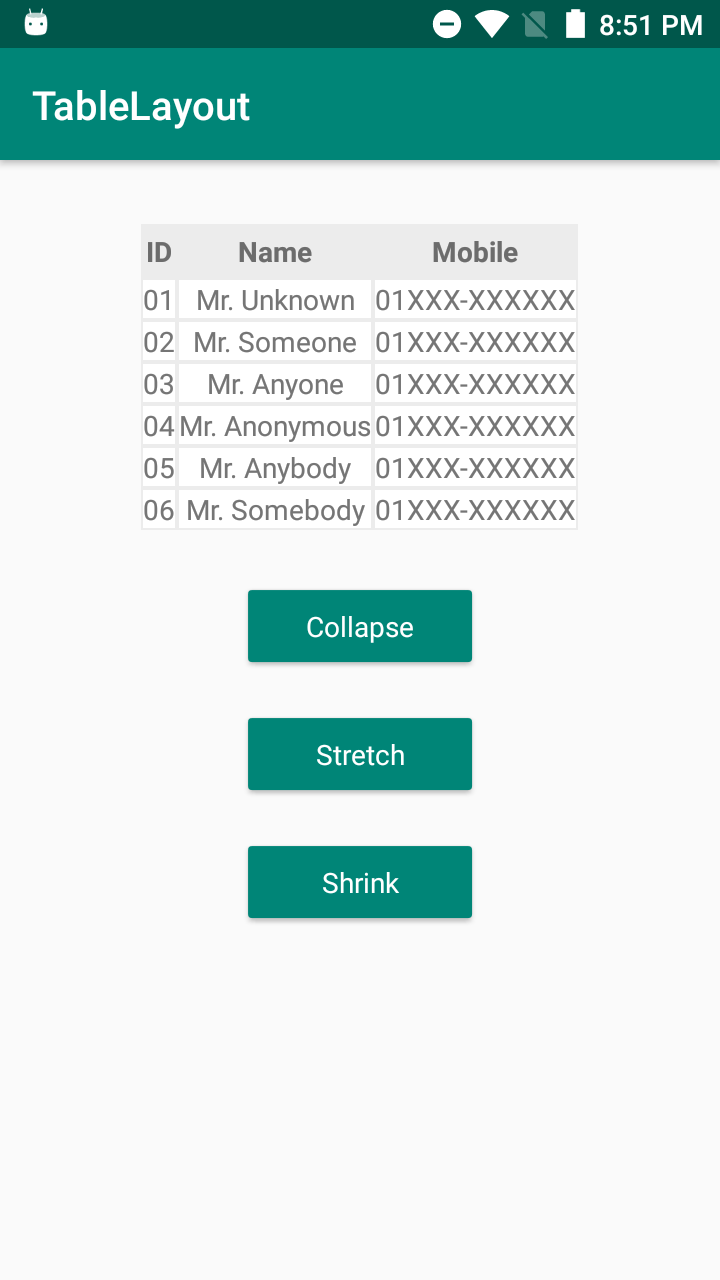 8:51 PM
TableLayout
ID Name Mobile
01 Mr. Unknown 01XXX-XXXXXX
02 Mr. Someone 01XXX-XXXXXX
03 Mr. Anyone 01XXX-XXXXXX
04 Mr. Anonymous 01XXX-XXXXXX
05 Mr. Anybody 01XXX-XXXXXX
06 Mr. Somebody 01XXX-XXXXXX
Collapse
Stretch
Shrink